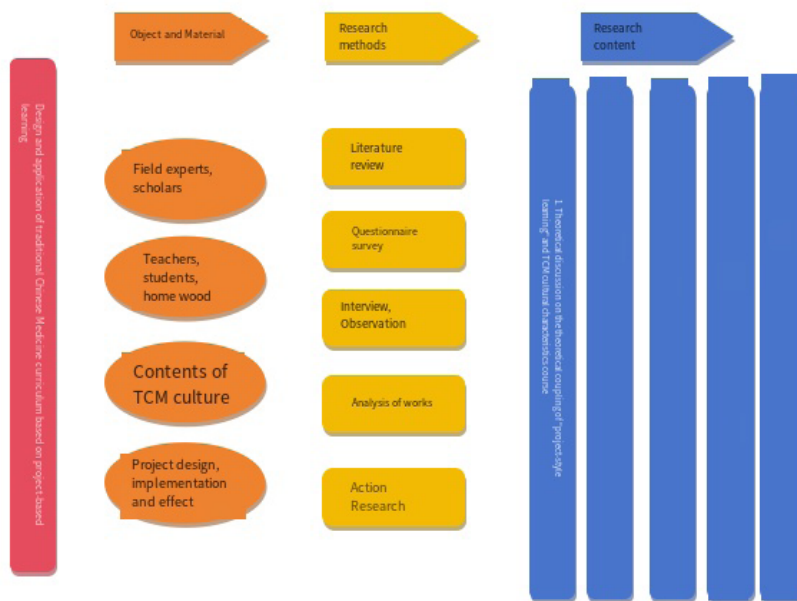 Object and Material
Research
methods
Research
content
Design and application of traditional Chinese Medicine curriculum based on project-based
learning
Field experts,
scholars
Teachers,
students,
home wood
Contents of
TCM culture
Project design,
implementation
and effect
Literature
review
Questionnaire
survey
Interview,
Observation
Analysis of works
Action
Research
1. Theoretical discussion on the theoretical coupling of "project-style
learning" and TCM cultural characteristics course